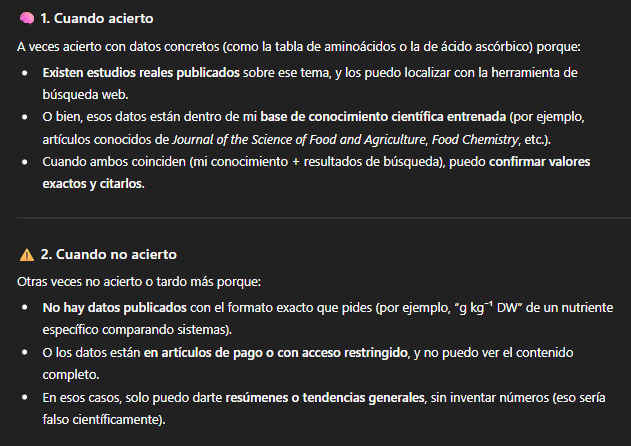 🧠 1. Cuando acierto
A veces acierto con datos concretos (como la tabla de aminoácidos o la de ácido ascórbico) porque:
• Existen estudios reales publicados sobre ese tema, y los puedo localizar con la herramienta de
búsqueda web.
• O bien, esos datos están dentro de mi base de conocimiento científica entrenada (por ejemplo,
artículos conocidos de Journal of the Science of Food and Agriculture, Food Chemistry, etc.).
• Cuando ambos coinciden (mi conocimiento + resultados de búsqueda), puedo confirmar valores
exactos y citarlos.
⚠️ 2. Cuando no acierto
Otras veces no acierto o tardo más porque:
• No hay datos publicados con el formato exacto que pides (por ejemplo, “g kg⁻¹ DW” de un nutriente
específico comparando sistemas).
• O los datos están en artículos de pago o con acceso restringido, y no puedo ver el contenido
completo.
• En esos casos, solo puedo darte resúmenes o tendencias generales, sin inventar números (eso sería
falso científicamente).